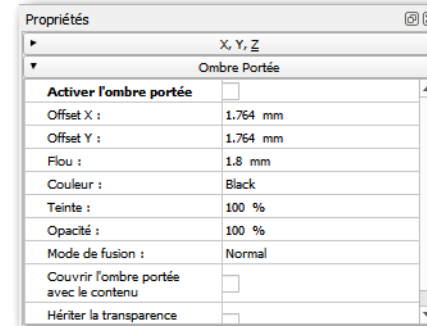 Propriétés
X, Y, Z
Ombre Portée
Activer l'ombre portée
Offset X : 1.764 mm
Offset Y : 1.764 mm
Flou : 1.8 mm
Couleur : Black
Teinte : 100 %
Opacité : 100 %
Mode de fusion : Normal
Couvrir l'ombre portée
avec le contenu
Hériter la transparence